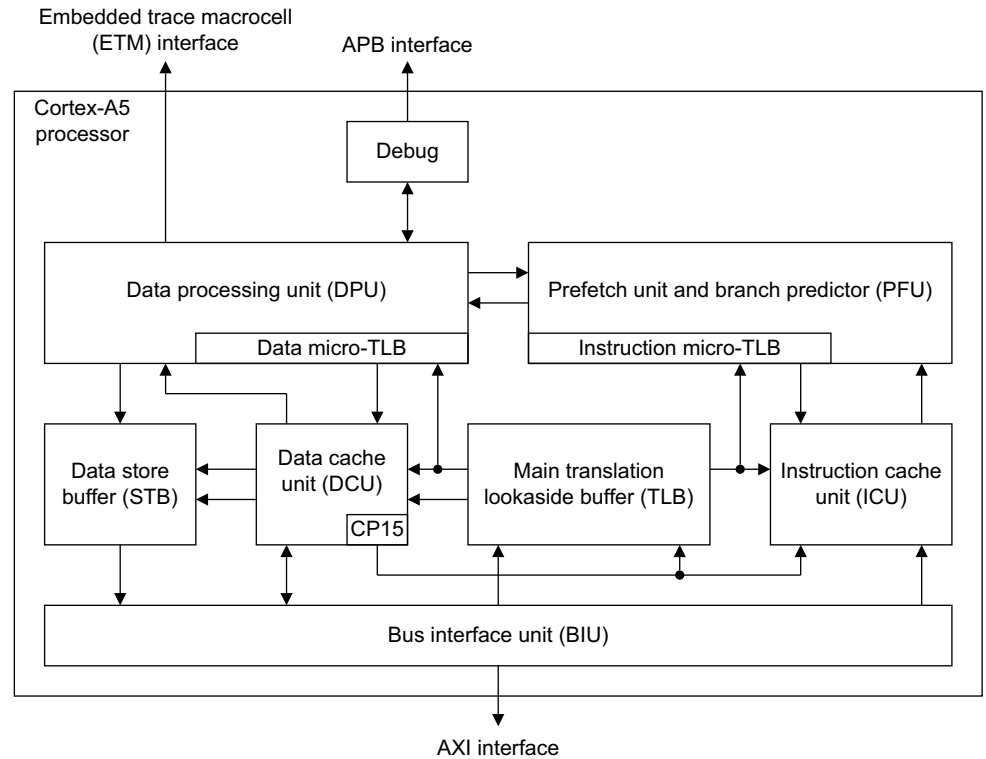 Embedded trace macrocell
(ETM) interface
APB interface
Cortex-A5
processor
Debug
Data processing unit (DPU)
Prefetch unit and branch predictor (PFU)
Data micro-TLB
Instruction micro-TLB
Data store
buffer (STB)
Data cache
unit (DCU)
CP15
Main translation
lookaside buffer (TLB)
Instruction cache
unit (ICU)
Bus interface unit (BIU)
AXI interface